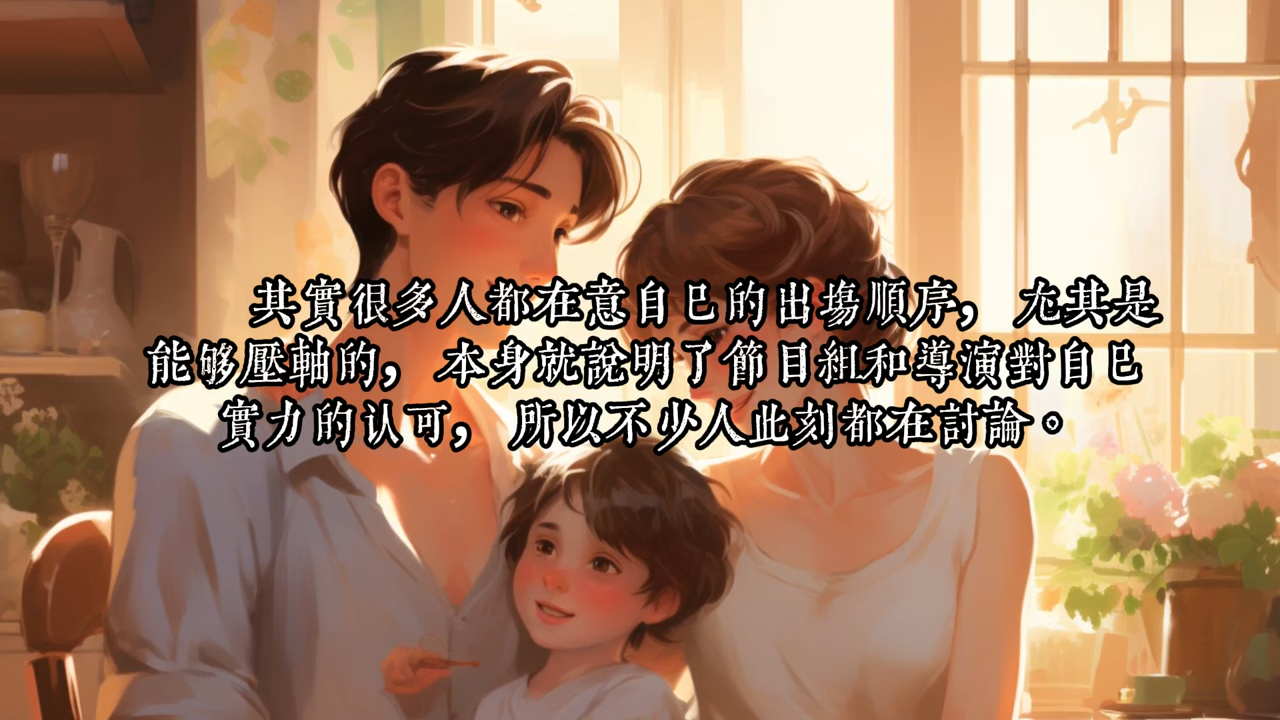 其實很多人都在意自已的出場順序， 尤其是
能够壓軸的， 本身就說明了節目組和導演對自已
實力的认可， 所以不少人此刻都在討論。